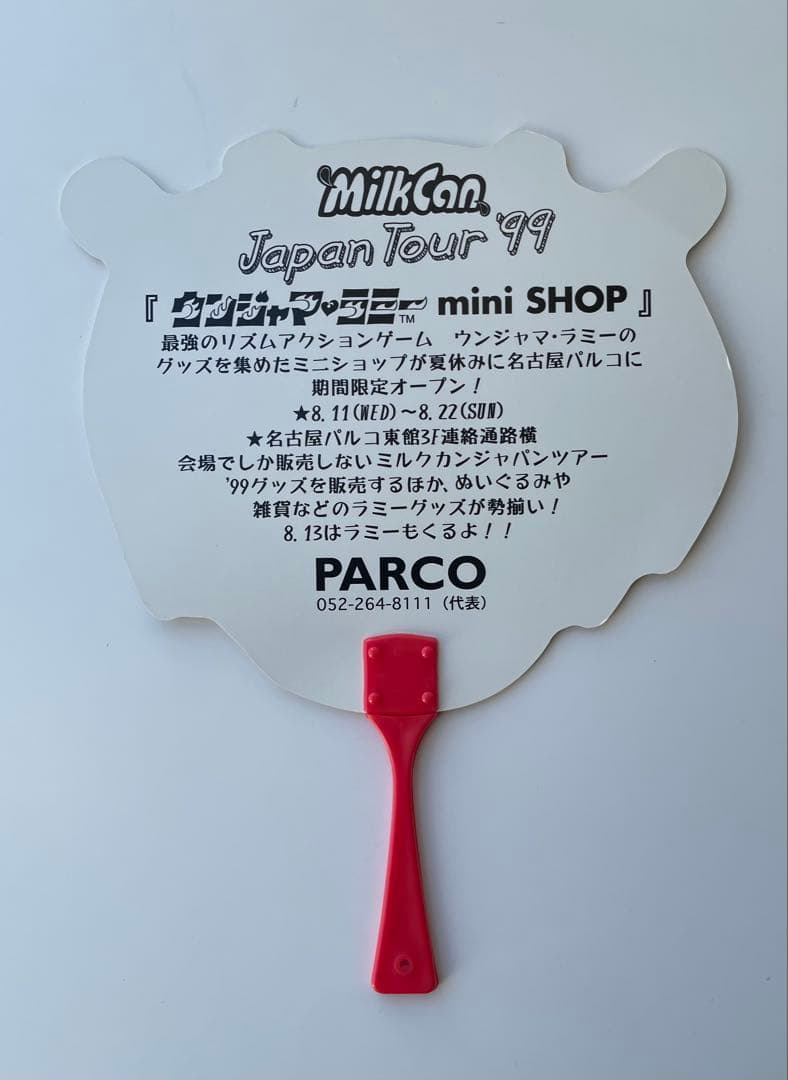 MilkCan
Japan Tour '99
『ウンジャマ・ラミー™ mini SHOP』
最強のリズムアクションゲーム　ウンジャマ・ラミーの
グッズを集めたミニショップが夏休みに名古屋パルコに
期間限定オープン！
★8.11(WED)～8.22(SUN)
★名古屋パルコ東館3F連絡通路横
会場でしか販売しないミルクカンジャパンツアー
'99グッズを販売するほか、ぬいぐるみや
雑貨などのラミーグッズが勢揃い！
8.13はラミーもくるよ！！
PARCO
052-264-8111（代表）